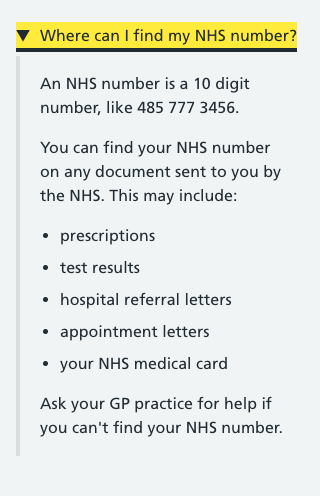 ▼ Where can I find my NHS number?
An NHS number is a 10 digit
number, like 485 777 3456.
You can find your NHS number
on any document sent to you by
the NHS. This may include:
• prescriptions
• test results
• hospital referral letters
• appointment letters
• your NHS medical card
Ask your GP practice for help if
you can't find your NHS number.